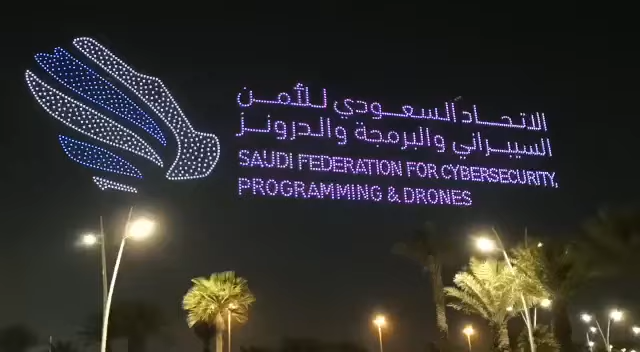 الاتحاد السعودي للأمن
السيبراني والبرمجة والدرونز
SAUDI FEDERATION FOR CYBERSECURITY,
PROGRAMMING & DRONES